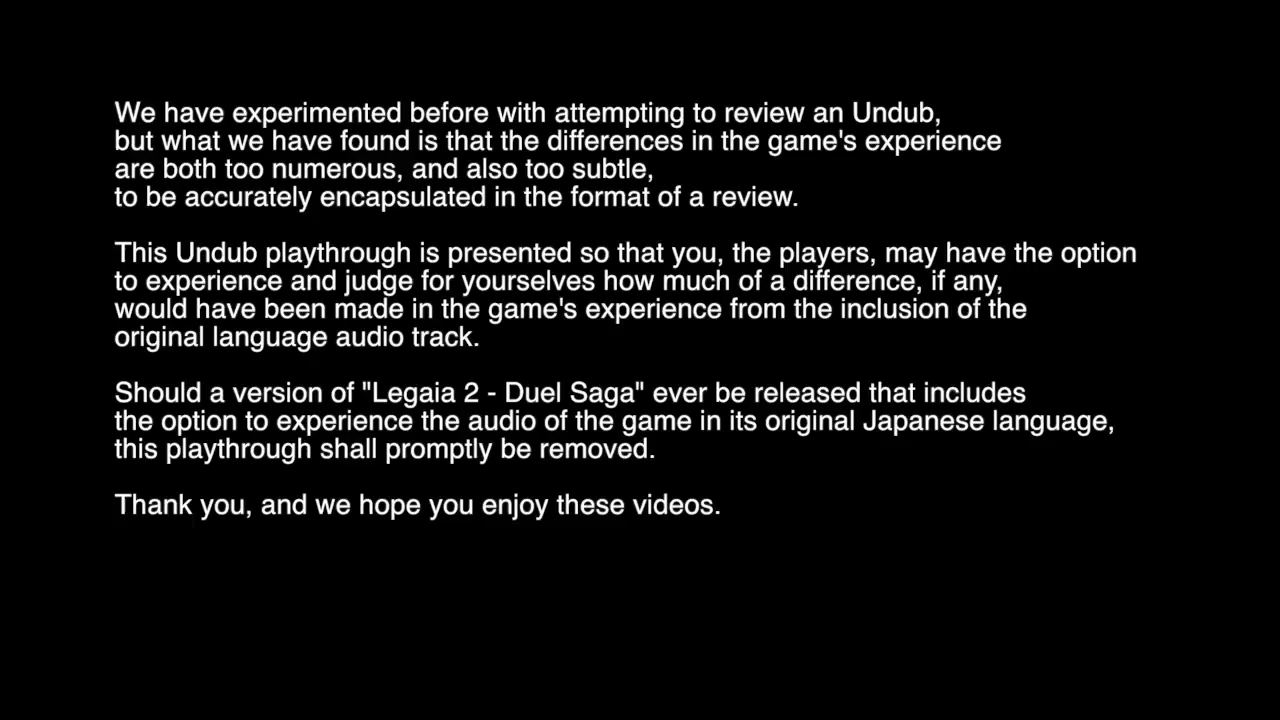 We have experimented before with attempting to review an Undub,
but what we have found is that the differences in the game's experience
are both too numerous, and also too subtle,
to be accurately encapsulated in the format of a review.
This Undub playthrough is presented so that you, the players, may have the option
to experience and judge for yourselves how much of a difference, if any,
would have been made in the game's experience from the inclusion of the
original language audio track.
Should a version of "Legaia 2 - Duel Saga" ever be released that includes
the option to experience the audio of the game in its original Japanese language,
this playthrough shall promptly be removed.
Thank you, and we hope you enjoy these videos.